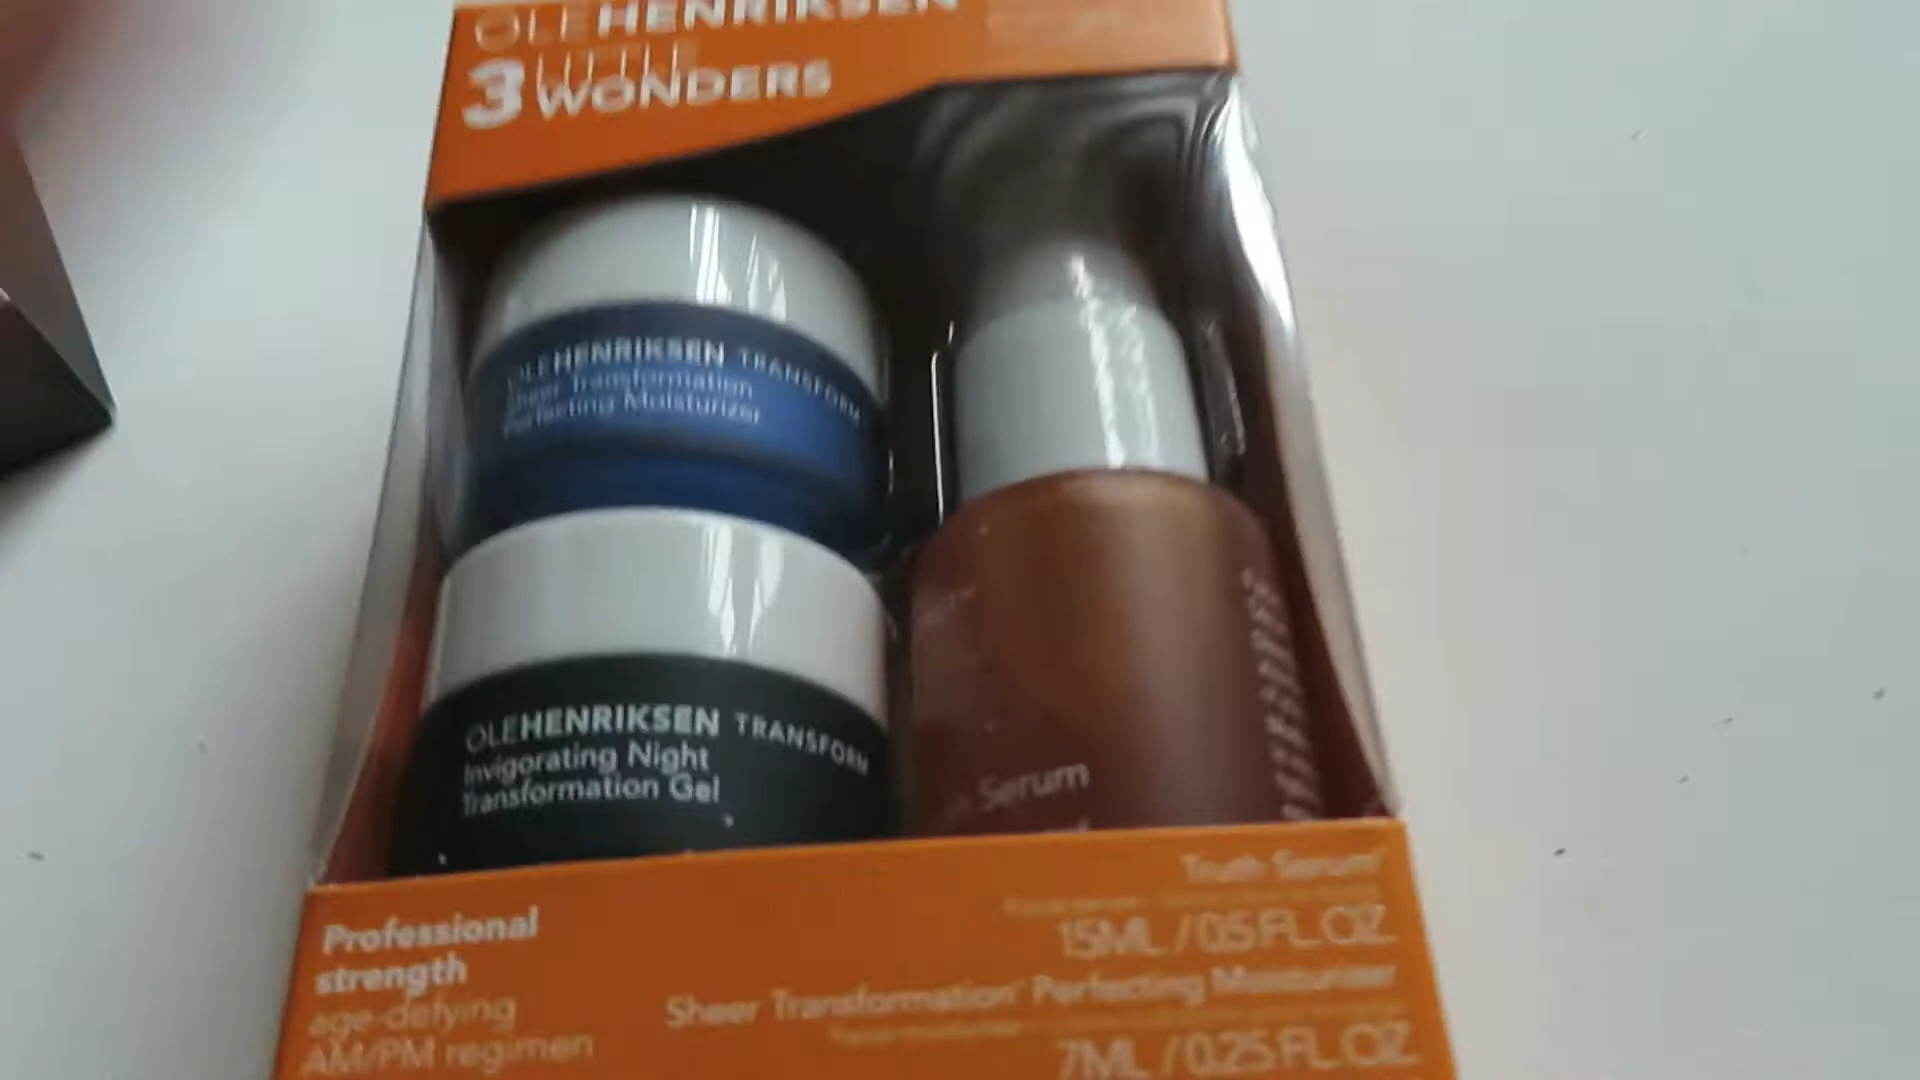 OLEHENRIKSEN
3 LITTLE
WONDERS
OLEHENRIKSEN TRANSFORM
Sheer Transformation
Perfecting Moisturizer
OLEHENRIKSEN TRANSFORM
Invigorating Night
Transformation Gel
Serum
Professional
strength
age-defying
AM/PM regimen
Truth Serum
15ML / 0.5 FL. OZ.
Sheer Transformation Perfecting Moisturizer
7ML / 0.25 FL. OZ.